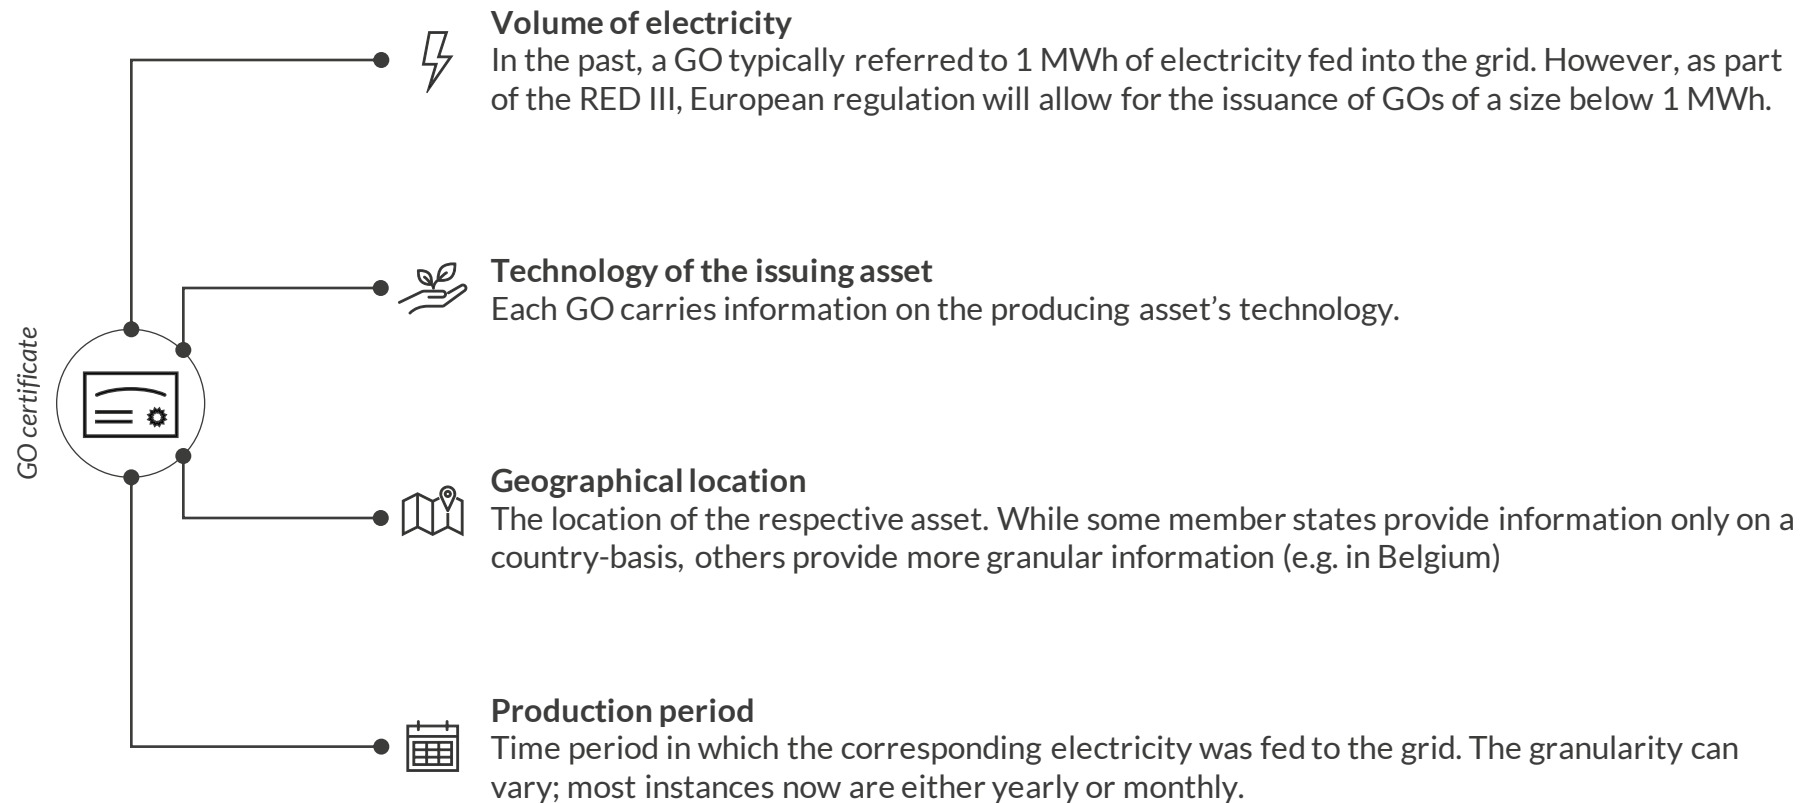 GO certificate
Volume of electricity
In the past, a GO typically referred to 1 MWh of electricity fed into the grid. However, as part
of the RED III, European regulation will allow for the issuance of GOs of a size below 1 MWh.
Technology of the issuing asset
Each GO carries information on the producing asset’s technology.
Geographical location
The location of the respective asset. While some member states provide information only on a
country-basis, others provide more granular information (e.g. in Belgium)
Production period
Time period in which the corresponding electricity was fed to the grid. The granularity can
vary; most instances now are either yearly or monthly.